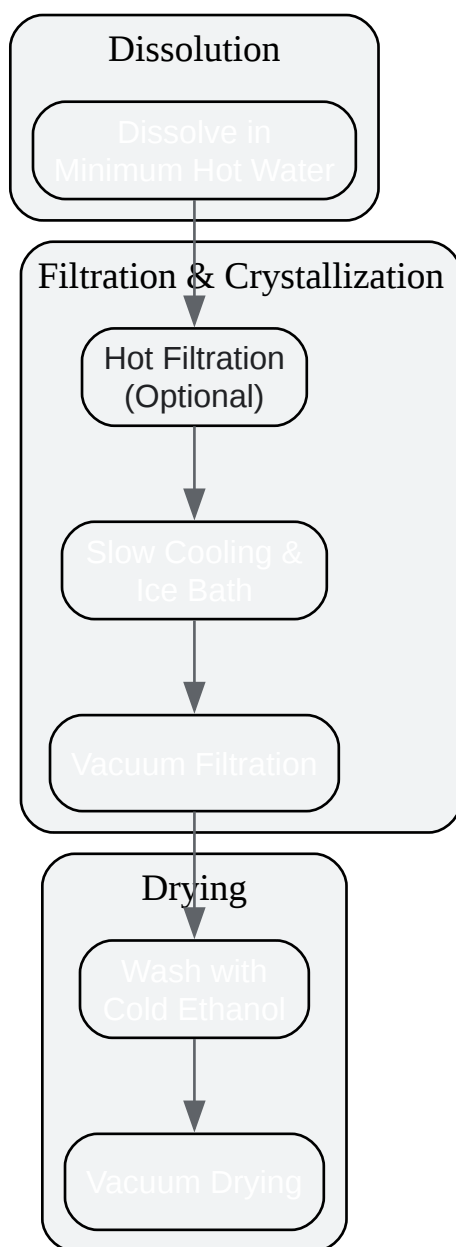 Dissolution
Dissolve in
Minimum Hot Water
Filtration & Crystallization
Hot Filtration
(Optional)
Slow Cooling &
Ice Bath
Vacuum Filtration
Drying
Wash with
Cold Ethanol
Vacuum Drying